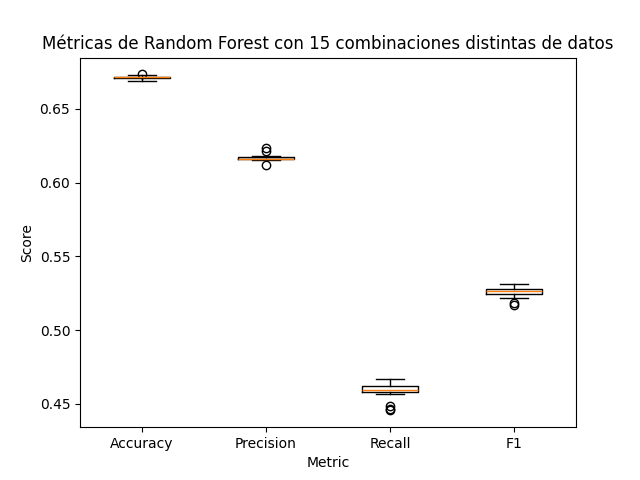 Métricas de Random Forest con 15 combinaciones distintas de datos
0.65
0.60
0.55
0.50
0.45
Score
Accuracy Precision Recall F1
Metric